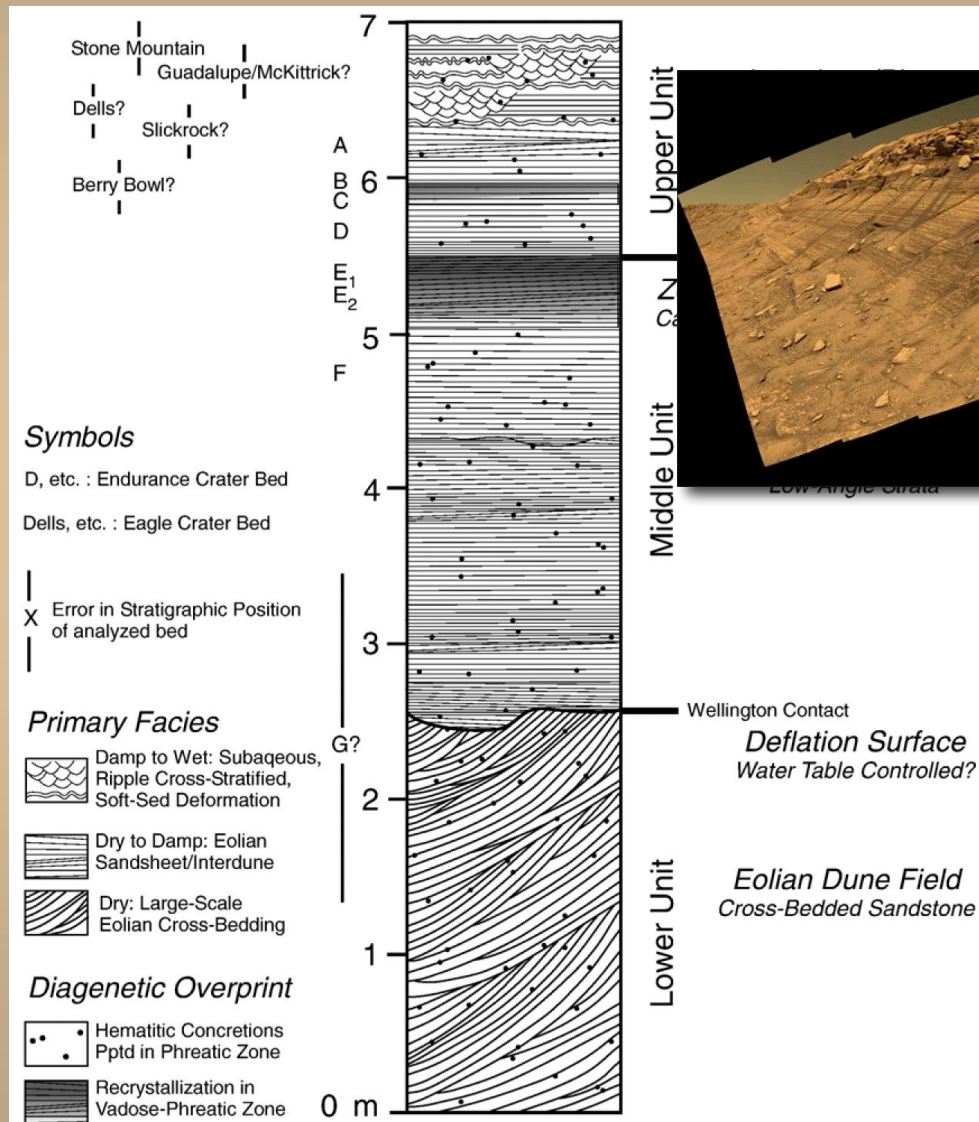 7
Stone Mountain
Guadalupe/McKittrick?
Dells?
Slickrock?
Berry Bowl?
A
B
C
D
E1
E2
F
6
5
4
3
2
1
0 m
Upper Unit
Middle Unit
Lower Unit
Z
Ca
Low-Angle Strata
Symbols
D, etc. : Endurance Crater Bed
Dells, etc. : Eagle Crater Bed
X
Error in Stratigraphic Position
of analyzed bed
G?
Wellington Contact
Deflation Surface
Water Table Controlled?
Eolian Dune Field
Cross-Bedded Sandstone
Primary Facies
Damp to Wet: Subaqeous,
Ripple Cross-Stratified,
Soft-Sed Deformation
Dry to Damp: Eolian
Sandsheet/Interdune
Dry: Large-Scale
Eolian Cross-Bedding
Diagenetic Overprint
Hematitic Concretions
Pptd in Phreatic Zone
Recrystallization in
Vadose-Phreatic Zone